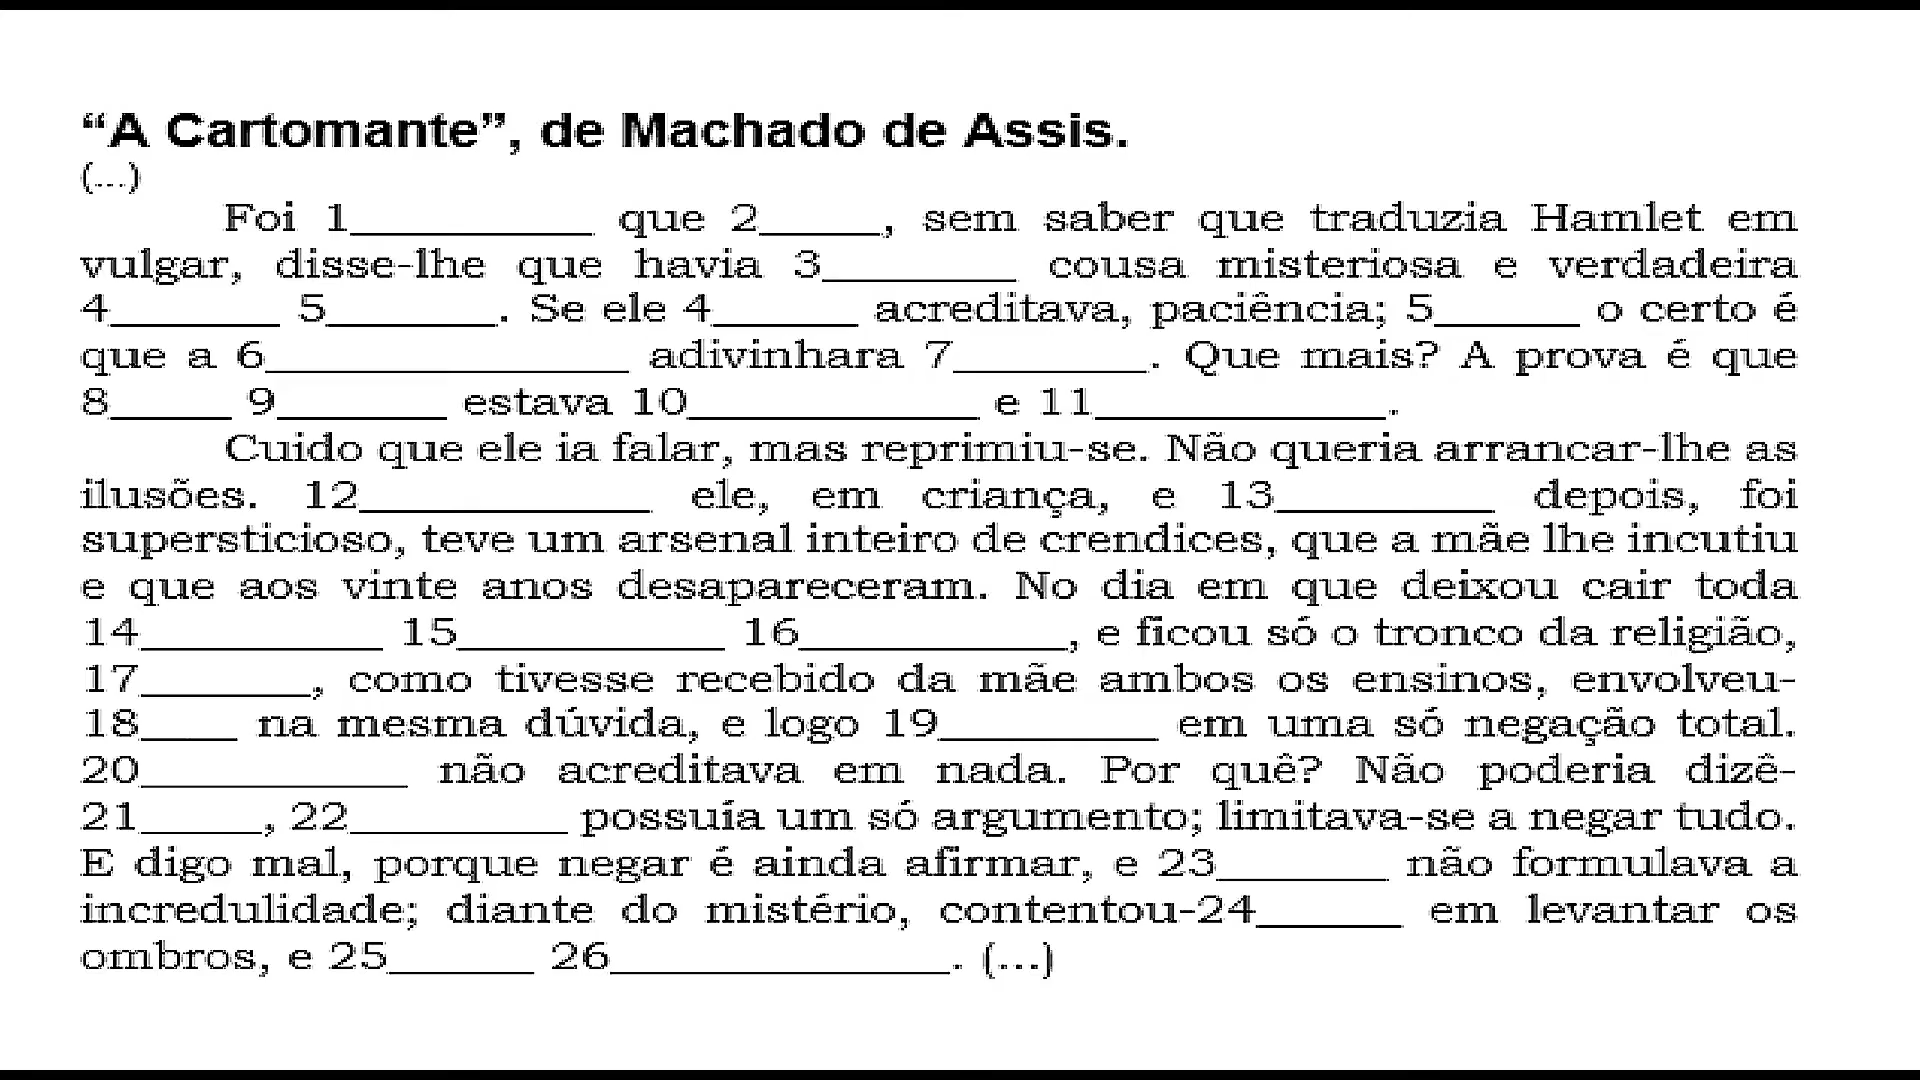 “A Cartomante”, de Machado de Assis.
(...)
Foi 1__________ que 2_____, sem saber que traduzia Hamlet em
vulgar, disse-lhe que havia 3________ cousa misteriosa e verdadeira
4_______ 5_______. Se ele 4______ acreditava, paciência; 5______ o certo é
que a 6_______________ adivinhara 7________. Que mais? A prova é que
8_____ 9_______ estava 10____________ e 11____________.
Cuido que ele ia falar, mas reprimiu-se. Não queria arrancar-lhe as
ilusões. 12____________ ele, em criança, e 13_________ depois, foi
supersticioso, teve um arsenal inteiro de crendices, que a mãe lhe incutiu
e que aos vinte anos desapareceram. No dia em que deixou cair toda
14__________ 15___________ 16___________, e ficou só o tronco da religião,
17_______, como tivesse recebido da mãe ambos os ensinos, envolveu-
18____ na mesma dúvida, e logo 19_________ em uma só negação total.
20___________ não acreditava em nada. Por quê? Não poderia dizê-
21_____, 22_________ possuía um só argumento; limitava-se a negar tudo.
E digo mal, porque negar é ainda afirmar, e 23_______ não formulava a
incredulidade; diante do mistério, contentou-24______ em levantar os
ombros, e 25______ 26______________. (...)